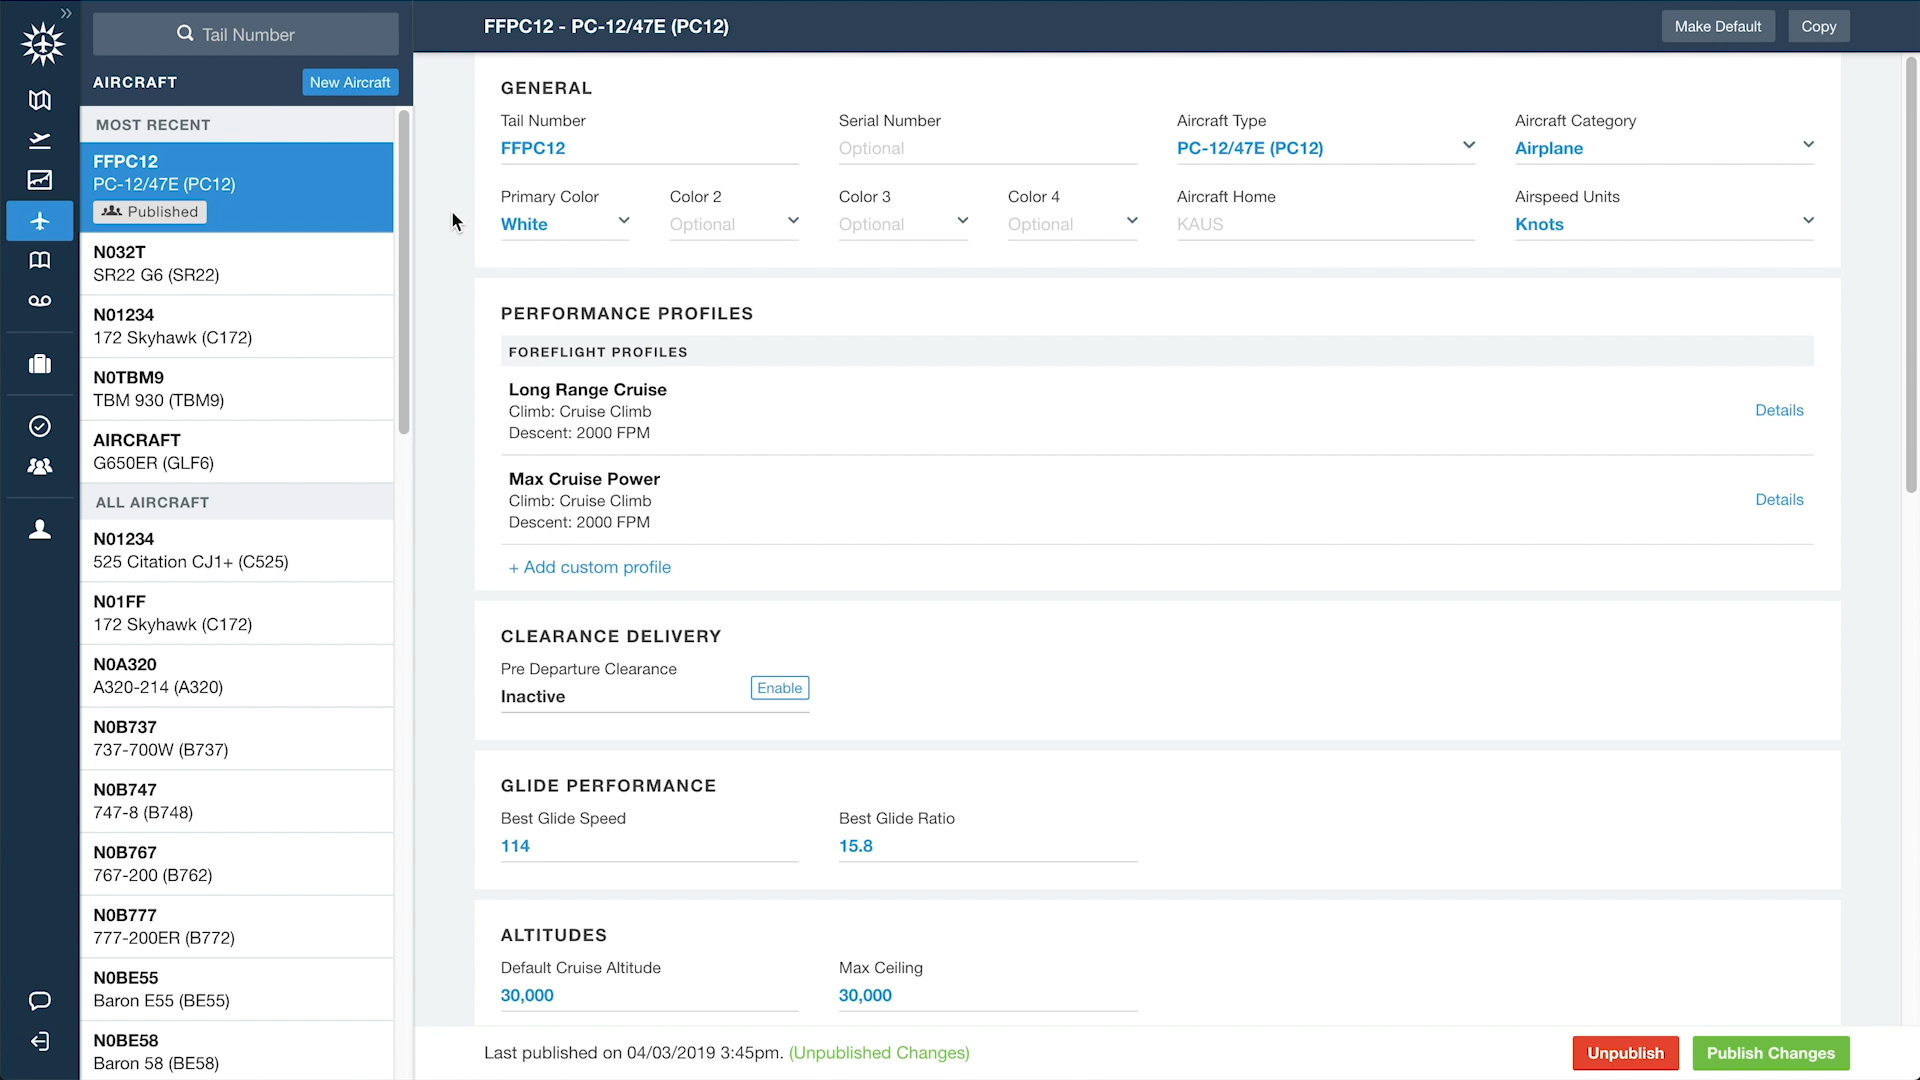 Tail Number
AIRCRAFT
New Aircraft
MOST RECENT
FFPC12
PC-12/47E (PC12)
Published
N032T
SR22 G6 (SR22)
N01234
172 Skyhawk (C172)
N0TBM9
TBM 930 (TBM9)
AIRCRAFT
G650ER (GLF6)
ALL AIRCRAFT
N01234
525 Citation CJ1+ (C525)
N01FF
172 Skyhawk (C172)
N0A320
A320-214 (A320)
N0B737
737-700W (B737)
N0B747
747-8 (B748)
N0B767
767-200 (B762)
N0B777
777-200ER (B772)
N0BE55
Baron E55 (BE55)
N0BE58
Baron 58 (BE58)
FFPC12 - PC-12/47E (PC12)
Make Default
Copy
GENERAL
Tail Number
FFPC12
Serial Number
Optional
Aircraft Type
PC-12/47E (PC12)
Aircraft Category
Airplane
Primary Color
White
Color 2
Optional
Color 3
Optional
Color 4
Optional
Aircraft Home
KAUS
Airspeed Units
Knots
PERFORMANCE PROFILES
FOREFLIGHT PROFILES
Long Range Cruise
Climb: Cruise Climb
Descent: 2000 FPM
Details
Max Cruise Power
Climb: Cruise Climb
Descent: 2000 FPM
Details
+ Add custom profile
CLEARANCE DELIVERY
Pre Departure Clearance
Inactive
Enable
GLIDE PERFORMANCE
Best Glide Speed
114
Best Glide Ratio
15.8
ALTITUDES
Default Cruise Altitude
30,000
Max Ceiling
30,000
Last published on 04/03/2019 3:45pm. (Unpublished Changes)
Unpublish
Publish Changes